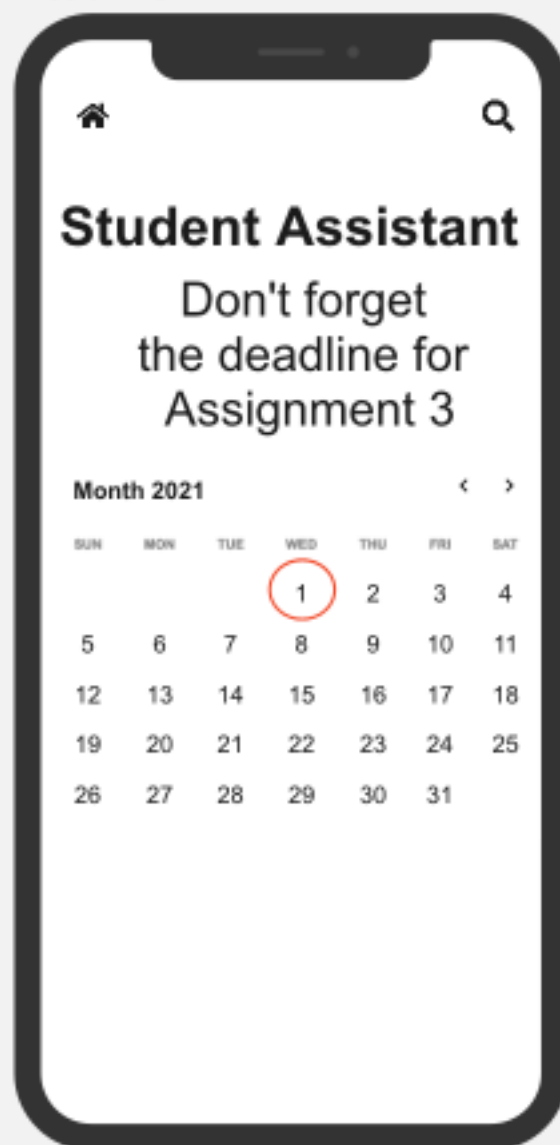 Student Assistant
Don't forget
the deadline for
Assignment 3
Month 2021
SUN MON TUE WED THU FRI SAT
1 2 3 4
5 6 7 8 9 10 11
12 13 14 15 16 17 18
19 20 21 22 23 24 25
26 27 28 29 30 31